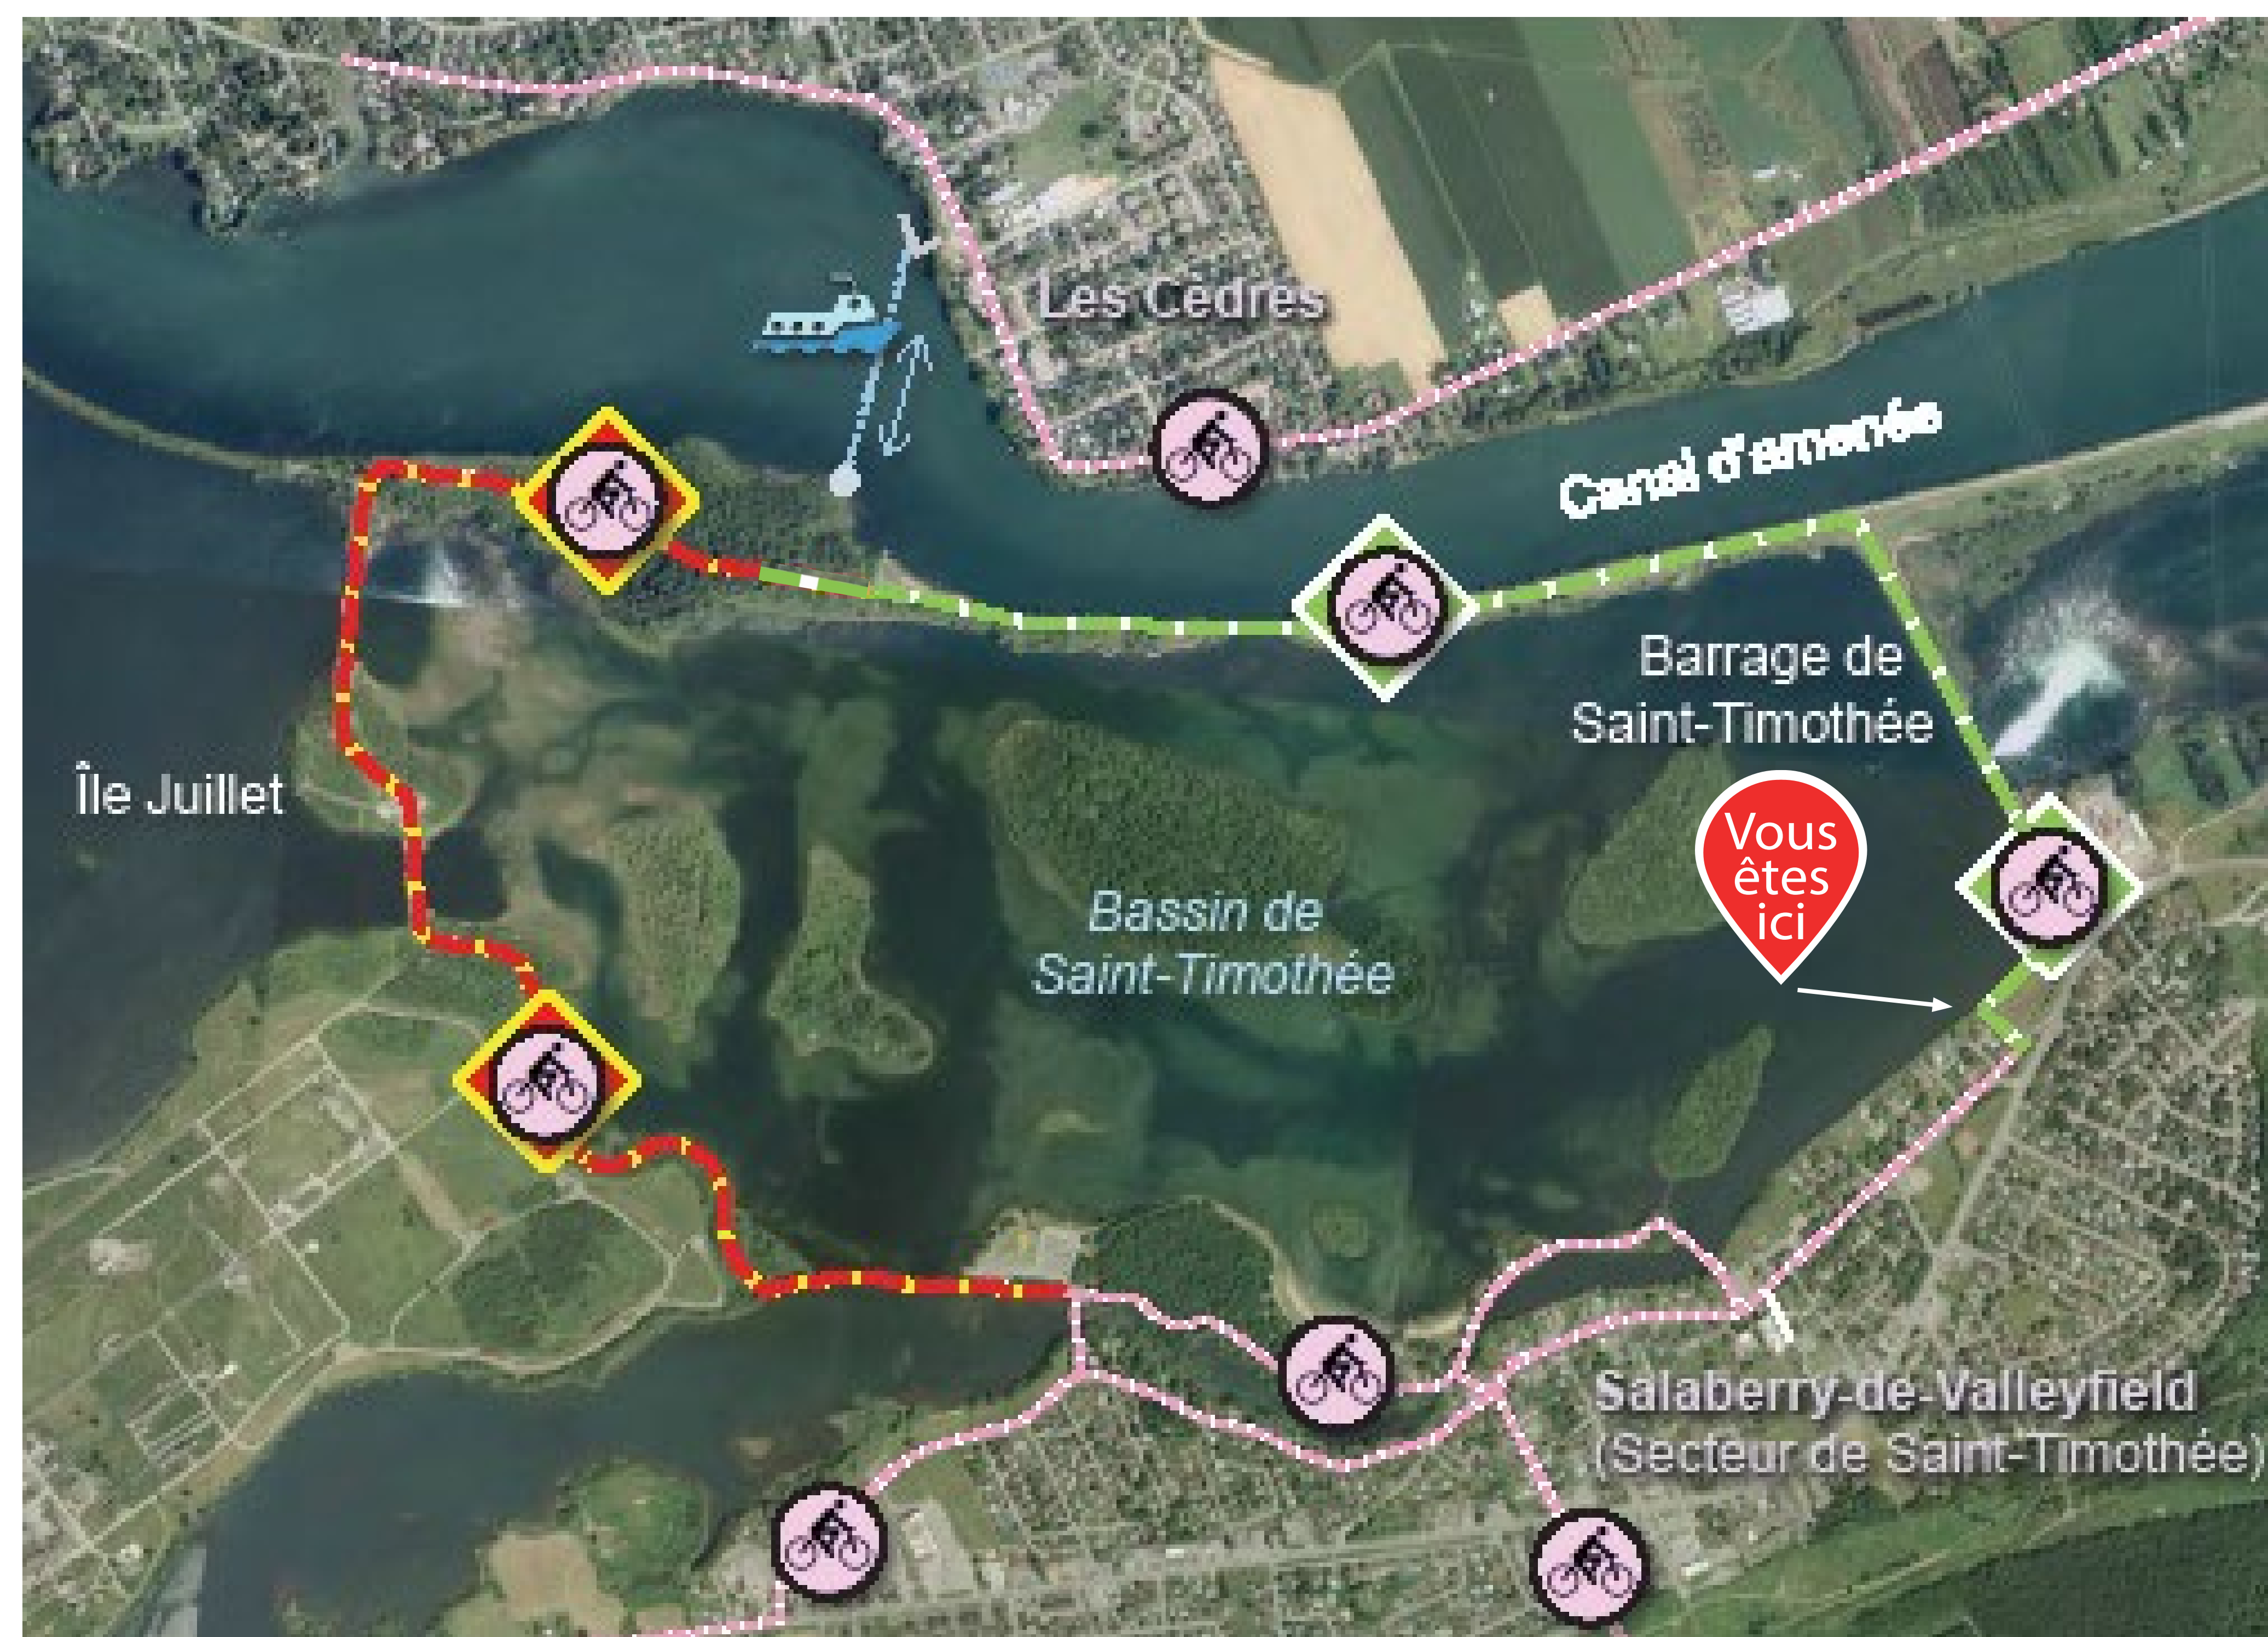 Les Cèdres
Canal d'amenée
Barrage de
Saint-Timothée
Île Juillet
Vous
êtes
ici
Bassin de
Saint-Timothée
Salaberry-de-Valleyfield
(Secteur de Saint-Timothée)